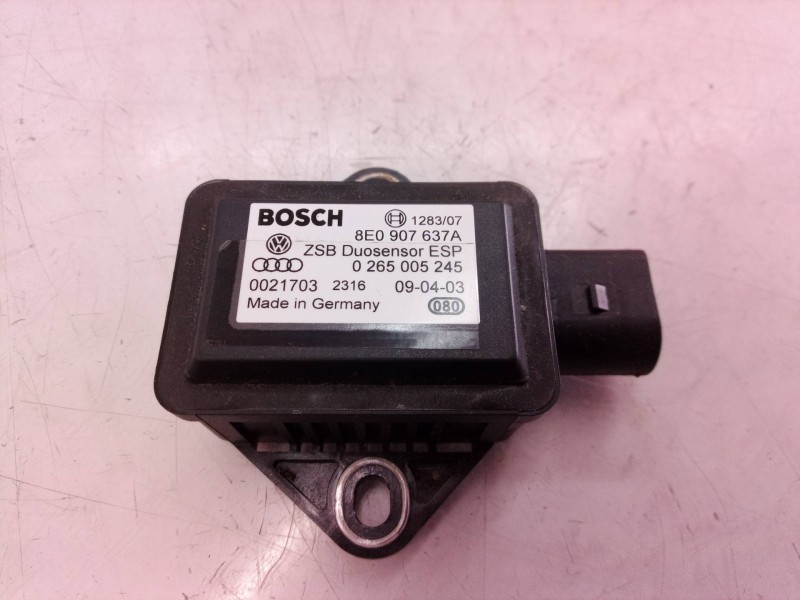 BOSCH 1283/07
8E0 907 637A
ZSB Duosensor ESP
0 265 005 245
0021703 2316 09-04-03
Made in Germany 080